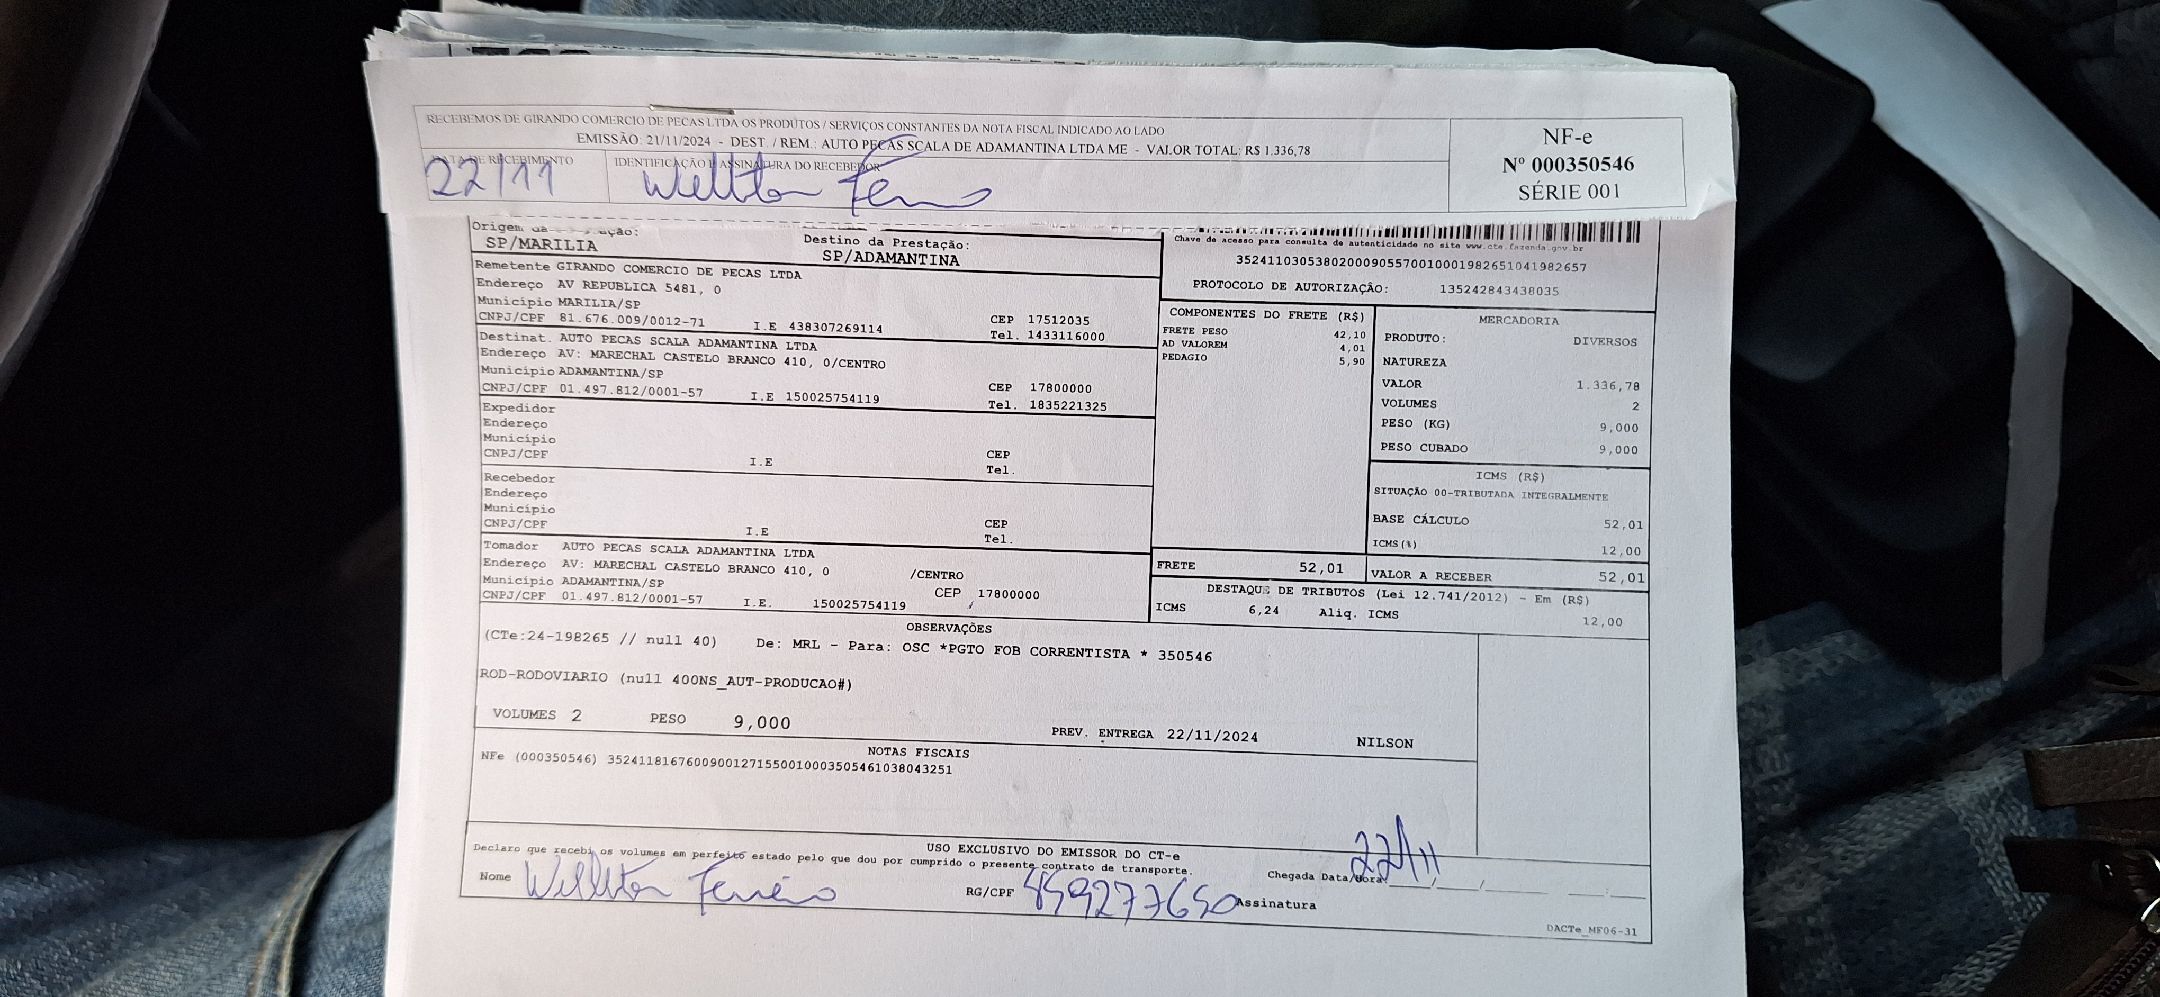 RECEBEMOS DE GIRANDO COMERCIO DE PECAS LTDA OS PRODUTOS / SERVIÇOS CONSTANTES DA NOTA FISCAL INDICADO AO LADO
EMISSÃO: 21/11/2024 - DEST. / REM.: AUTO PECAS SCALA DE ADAMANTINA LTDA ME - VALOR TOTAL: R$ 1.336,78
DATA DE RECEBIMENTO
22/11
IDENTIFICAÇÃO E ASSINATURA DO RECEBEDOR
NF-e
Nº 000350546
SÉRIE 001
Origem da
SP/MARILIA
Destino da Prestação:
SP/ADAMANTINA
Remetente GIRANDO COMERCIO DE PECAS LTDA
Endereço AV REPUBLICA 5481, 0
Município MARILIA/SP
CNPJ/CPF 81.676.009/0012-71 I.E 438307269114
CEP 17512035
Tel. 1433116000
Destinat. AUTO PECAS SCALA ADAMANTINA LTDA
Endereço AV: MARECHAL CASTELO BRANCO 410, 0/CENTRO
Município ADAMANTINA/SP
CNPJ/CPF 01.497.812/0001-57 I.E 150025754119
CEP 17800000
Tel. 1835221325
Expedidor
Endereço
Município
CNPJ/CPF I.E
CEP
Tel.
Recebedor
Endereço
Município
CNPJ/CPF I.E
CEP
Tel.
Tomador AUTO PECAS SCALA ADAMANTINA LTDA
Endereço AV: MARECHAL CASTELO BRANCO 410, 0 /CENTRO
Município ADAMANTINA/SP CEP 17800000
CNPJ/CPF 01.497.812/0001-57 I.E. 150025754119
Chave de acesso para consulta de autenticidade no site www.cte.fazenda.gov.br
35241103053802000905570010001982651041982657
PROTOCOLO DE AUTORIZAÇÃO: 135242843438035
COMPONENTES DO FRETE (R$)
FRETE PESO 42,10
AD VALOREM 4,01
PEDAGIO 5,90
MERCADORIA
PRODUTO: DIVERSOS
NATUREZA
VALOR 1.336,78
VOLUMES 2
PESO (KG) 9,000
PESO CUBADO 9,000
ICMS (R$)
SITUAÇÃO 00-TRIBUTADA INTEGRALMENTE
BASE CÁLCULO 52,01
ICMS(%) 12,00
FRETE 52,01
VALOR A RECEBER 52,01
DESTAQUE DE TRIBUTOS (Lei 12.741/2012) - Em (R$)
ICMS 6,24 Aliq. ICMS 12,00
OBSERVAÇÕES
(CTe:24-198265 // null 40) De: MRL - Para: OSC *PGTO FOB CORRENTISTA * 350546
ROD-RODOVIARIO (null 400NS_AUT-PRODUCAO#)
VOLUMES 2 PESO 9,000 PREV. ENTREGA 22/11/2024 NILSON
NOTAS FISCAIS
NFe (000350546) 35241181676009001271550010003505461038043251
USO EXCLUSIVO DO EMISSOR DO CT-e
Declaro que recebi os volumes em perfeito estado pelo que dou por cumprido o presente contrato de transporte.
Nome
RG/CPF 459277650 Assinatura
Chegada Data/Hora: 22/11
DACTe_MF06-31